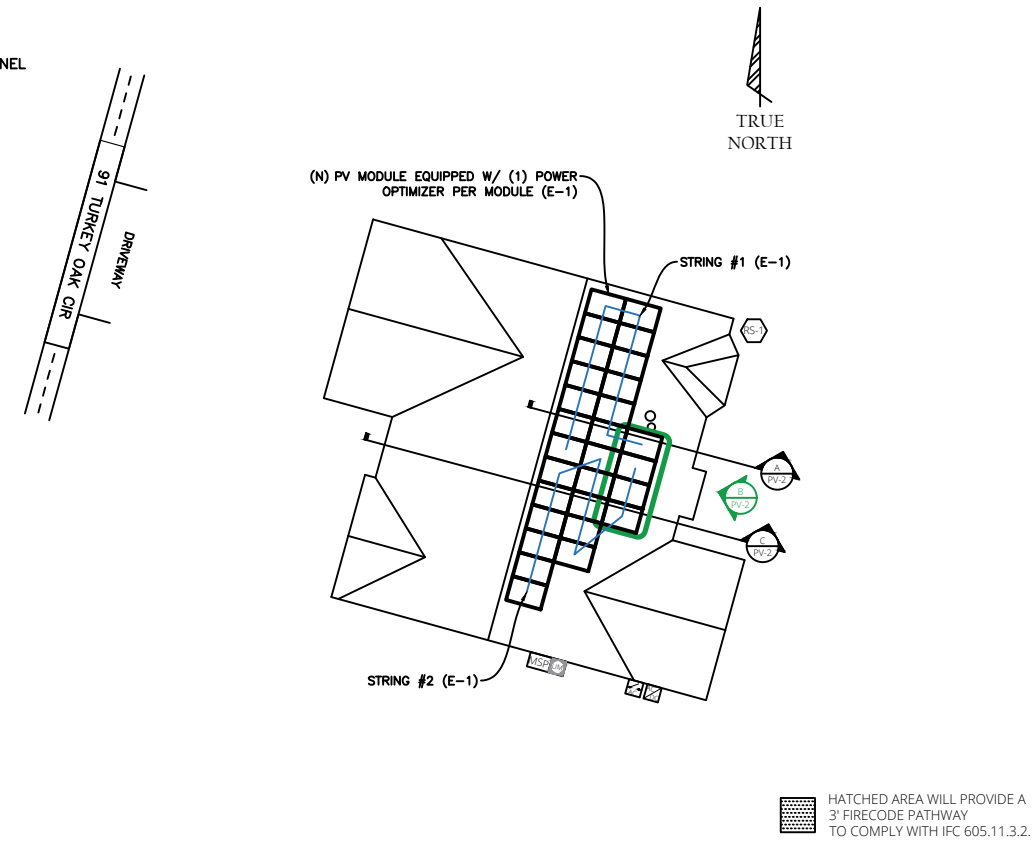 NEL
TRUE
NORTH
(N) PV MODULE EQUIPPED W/ (1) POWER
OPTIMIZER PER MODULE (E-1)
91 TURKEY OAK CIR
DRIVEWAY
STRING #1 (E-1)
RS-1
A
PV-2
B
PV-2
C
PV-2
MSP
UM
STRING #2 (E-1)
HATCHED AREA WILL PROVIDE A
3' FIRECODE PATHWAY
TO COMPLY WITH IFC 605.11.3.2.